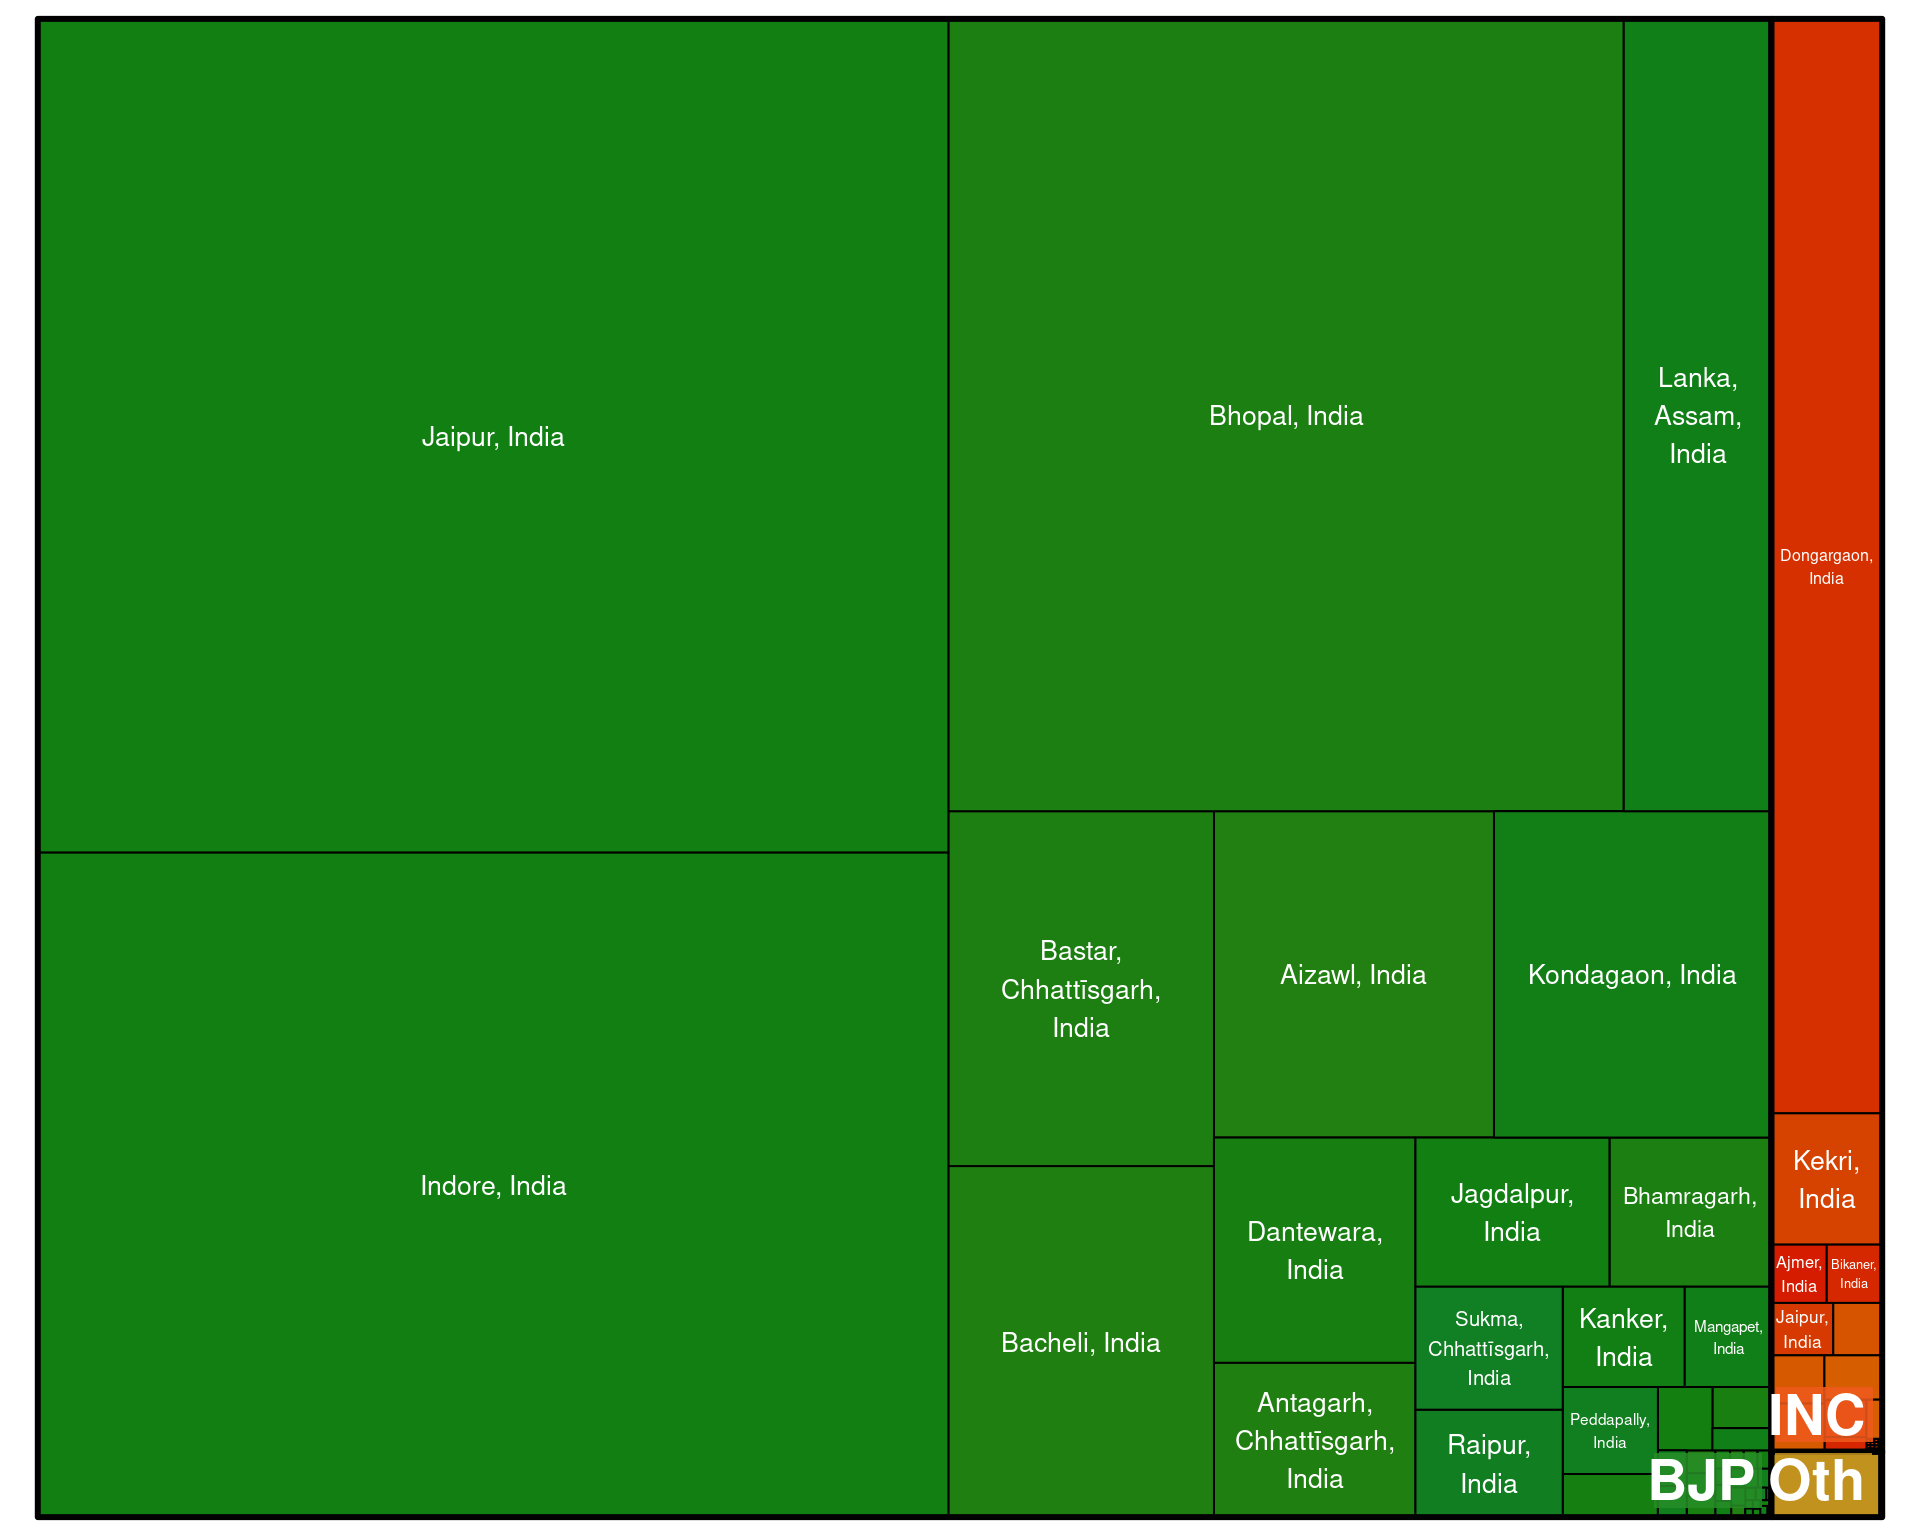 Jaipur, India
Indore, India
Bhopal, India
Lanka,
Assam,
India
Bastar,
Chhattīsgarh,
India
Aizawl, India
Kondagaon, India
Bacheli, India
Dantewara,
India
Antagarh,
Chhattīsgarh,
India
Jagdalpur,
India
Bhamragarh,
India
Sukma,
Chhattīsgarh,
India
Raipur,
India
Kanker,
India
Mangapet,
India
Peddapally,
India
BJP
Dongargaon,
India
Kekri,
India
Ajmer,
India
Bikaner,
India
Jaipur,
India
INC
Oth